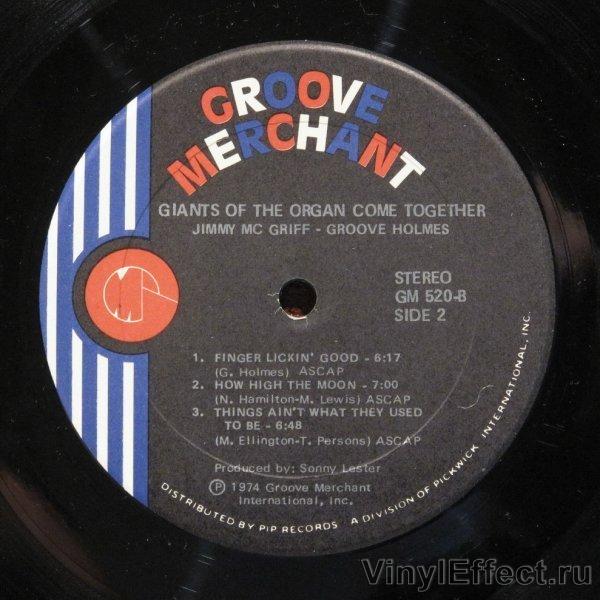 GROOVE
MERCHANT
GIANTS OF THE ORGAN COME TOGETHER
JIMMY MC GRIFF - GROOVE HOLMES
STEREO
GM 520-B
SIDE 2
1. FINGER LICKIN' GOOD - 6:17
(G. Holmes) ASCAP
2. HOW HIGH THE MOON - 7:00
(N. Hamilton-M. Lewis) ASCAP
3. THINGS AIN'T WHAT THEY USED
TO BE - 6:48
(M. Ellington-T. Persons) ASCAP
Produced by: Sonny Lester
Ⓟ 1974 Groove Merchant
International, Inc.
DISTRIBUTED BY PIP RECORDS A DIVISION OF PICKWICK INTERNATIONAL, INC.
VinylEffect.ru